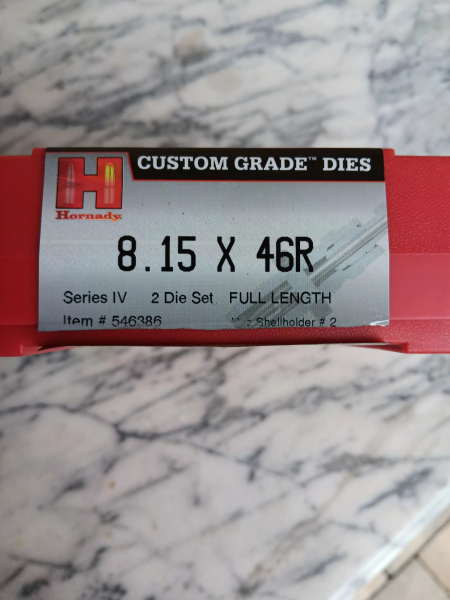 CUSTOM GRADE™ DIES
H
Hornady.
8.15 X 46R
Series IV 2 Die Set FULL LENGTH
Item # 546386 Shellholder # 2